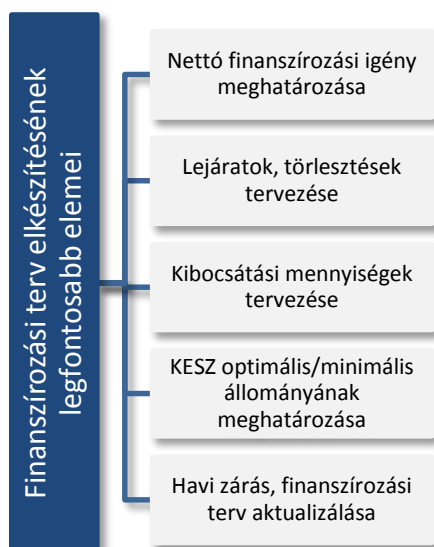 Finanszírozási terv elkészítésének
legfontosabb elemei
Nettó finanszírozási igény
meghatározása
Lejáratok, törlesztések
tervezése
Kibocsátási mennyiségek
tervezése
KESZ optimális/minimális
állományának
meghatározása
Havi zárás, finanszírozási
terv aktualizálása